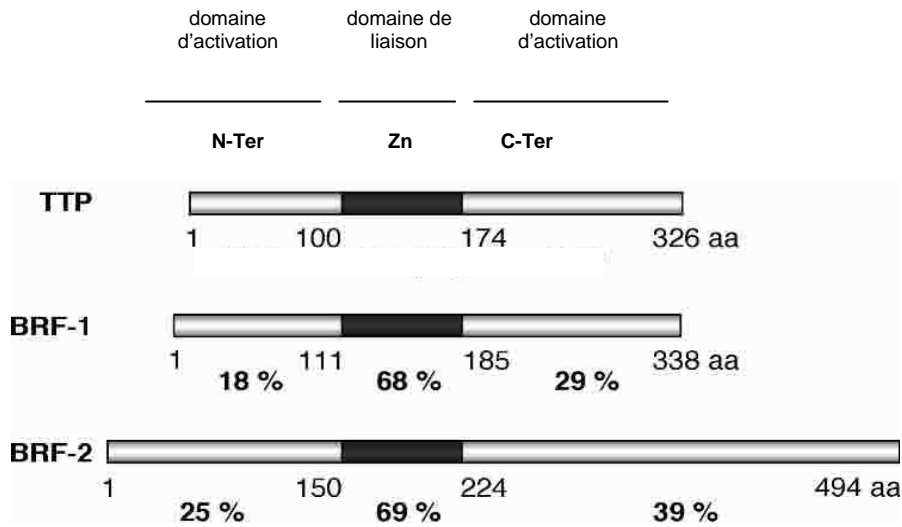 domaine
d'activation
domaine de
liaison
domaine
d'activation
N-Ter Zn C-Ter
TTP
1 100 174 326 aa
BRF-1
1 111 185 338 aa
18 % 68 % 29 %
BRF-2
1 150 224 494 aa
25 % 69 % 39 %